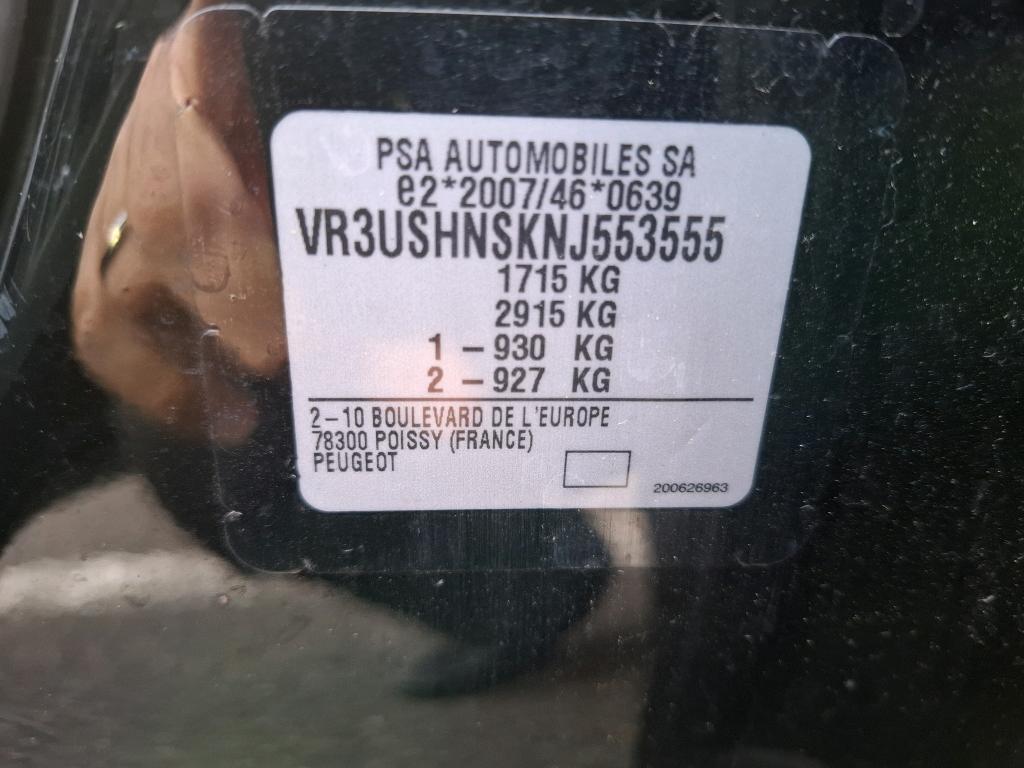 PSA AUTOMOBILES SA
e2*2007/46*0639
VR3USHNSKNJ553555
1715 KG
2915 KG
1 – 930 KG
2 – 927 KG
2–10 BOULEVARD DE L'EUROPE
78300 POISSY (FRANCE)
PEUGEOT
200626963